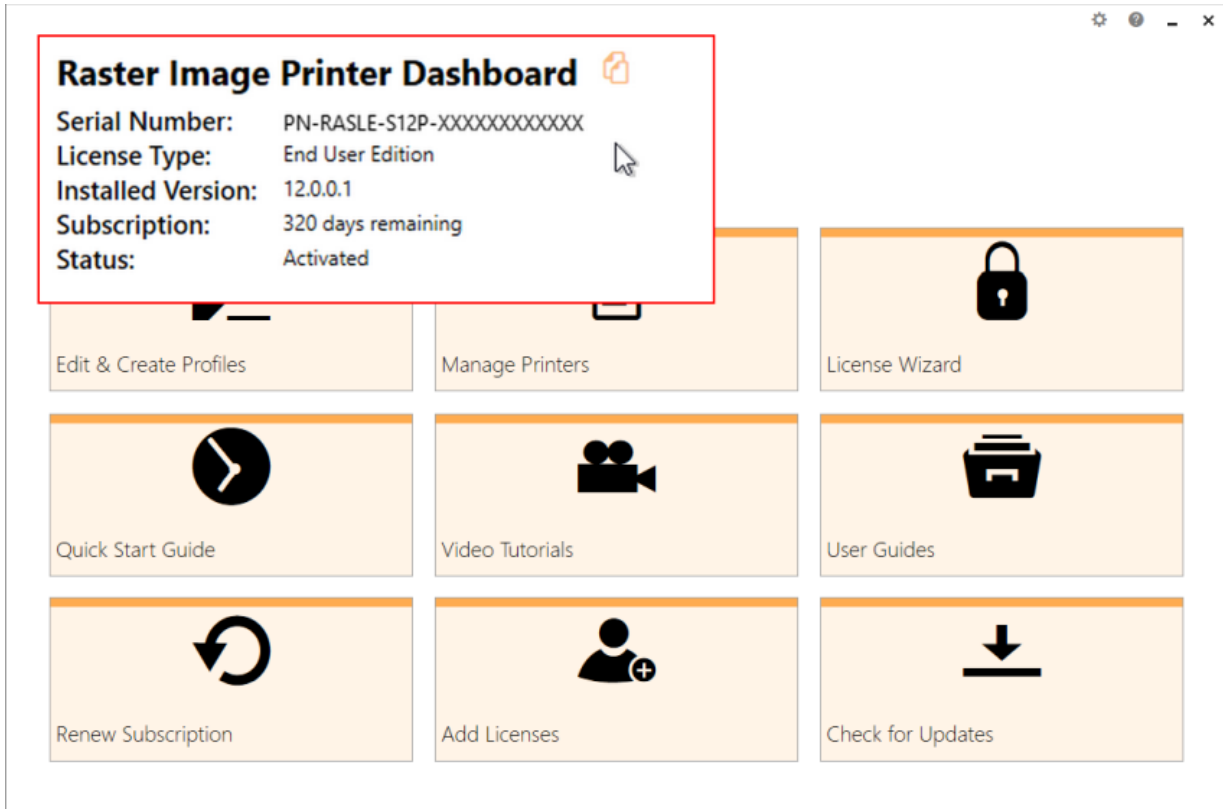 Raster Image Printer Dashboard
Serial Number: PN-RASLE-S12P-XXXXXXXXXXXX
License Type: End User Edition
Installed Version: 12.0.0.1
Subscription: 320 days remaining
Status: Activated
Edit & Create Profiles
Manage Printers
License Wizard
Quick Start Guide
Video Tutorials
User Guides
Renew Subscription
Add Licenses
Check for Updates